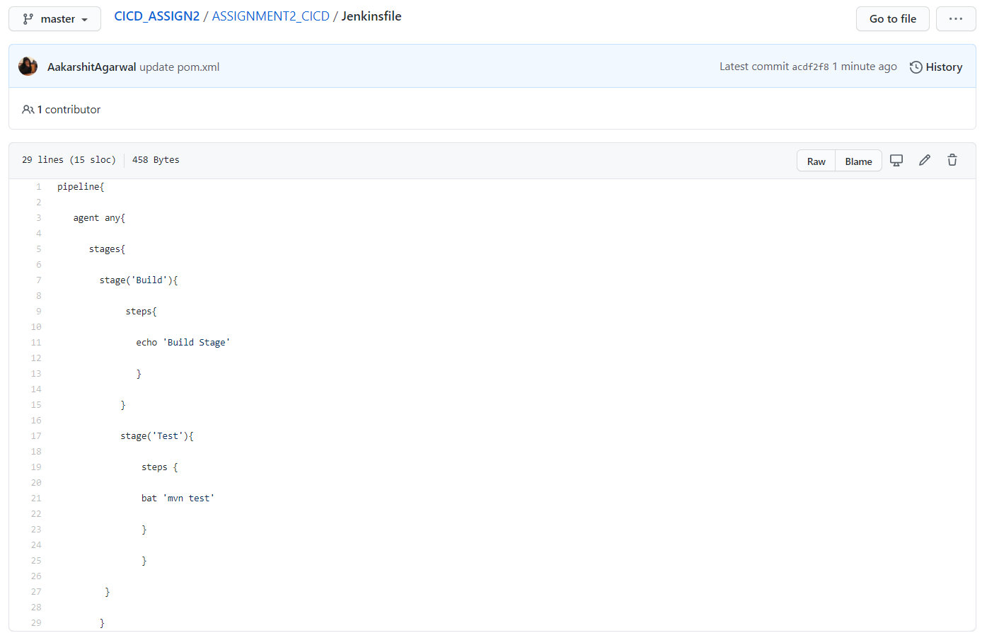 master CICD_ASSIGN2 / ASSIGNMENT2_CICD / Jenkinsfile Go to file ...
AakarshitAgarwal update pom.xml Latest commit acdf2f8 1 minute ago History
1 contributor
29 lines (15 sloc) 458 Bytes Raw Blame
1 pipeline{
2
3 agent any{
4
5 stages{
6
7 stage('Build'){
8
9 steps{
10
11 echo 'Build Stage'
12
13 }
14
15 }
16
17 stage('Test'){
18
19 steps {
20
21 bat 'mvn test'
22
23 }
24
25 }
26
27 }
28
29 }